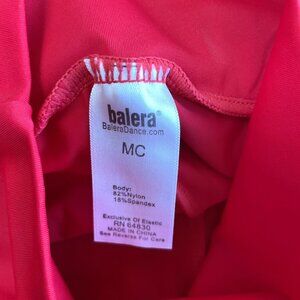 balera®
BaleraDance.com
MC
Body:
82%Nylon
18%Spandex
Exclusive Of Elastic
RN 64830
MADE IN CHINA
See Reverse For Care